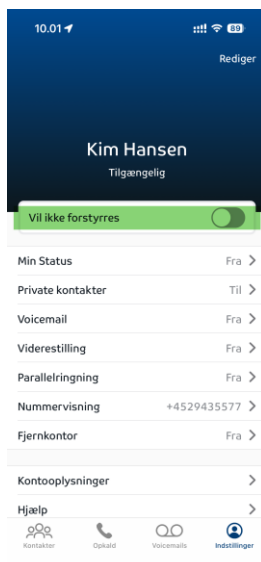 10.01
89
Rediger
Kim Hansen
Tilgængelig
Vil ikke forstyrres
Min Status Fra
Private kontakter Til
Voicemail Fra
Viderestilling Fra
Parallelringning Fra
Nummervisning +4529435577
Fjernkontor Fra
Kontooplysninger
Hjælp
Kontakter Opkald Voicemails Indstillinger